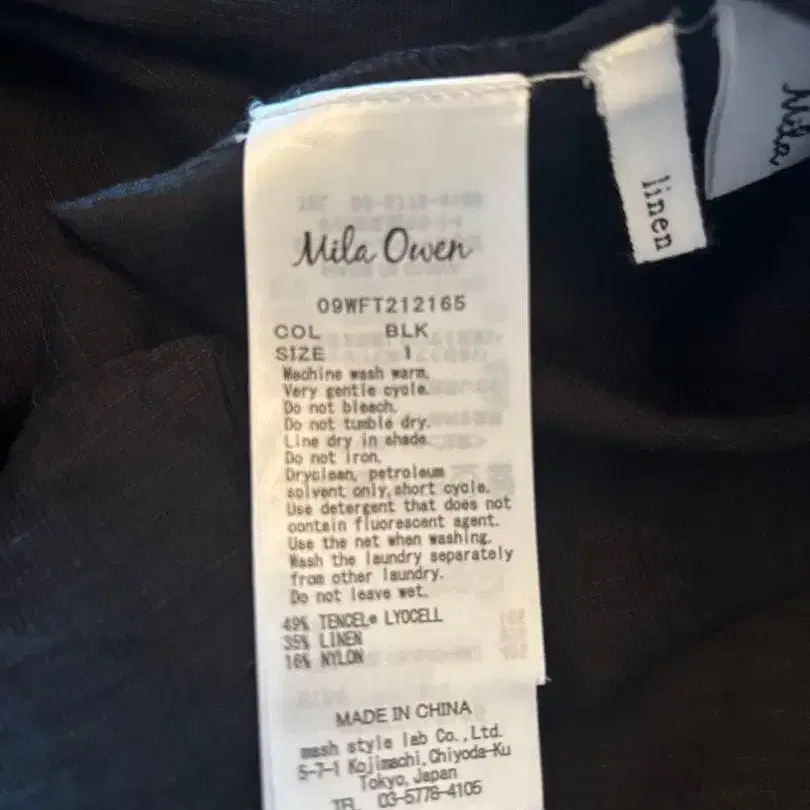 Mila Owen
09WFT212165
COL BLK
SIZE 1
Machine wash warm.
Very gentle cycle.
Do not bleach.
Do not tumble dry.
Line dry in shade.
Do not iron.
Dryclean, petroleum
solvent only,short cycle.
Use detergent that does not
contain fluorescent agent.
Use the net when washing.
Wash the laundry separately
from other laundry.
Do not leave wet.
49% TENCEL® LYOCELL
35% LINEN
16% NYLON
MADE IN CHINA
mash style lab Co.,Ltd.
5-7-1 Kojimachi,Chiyoda-Ku
Tokyo,Japan
TEL 03-5778-4105
linen
Mila